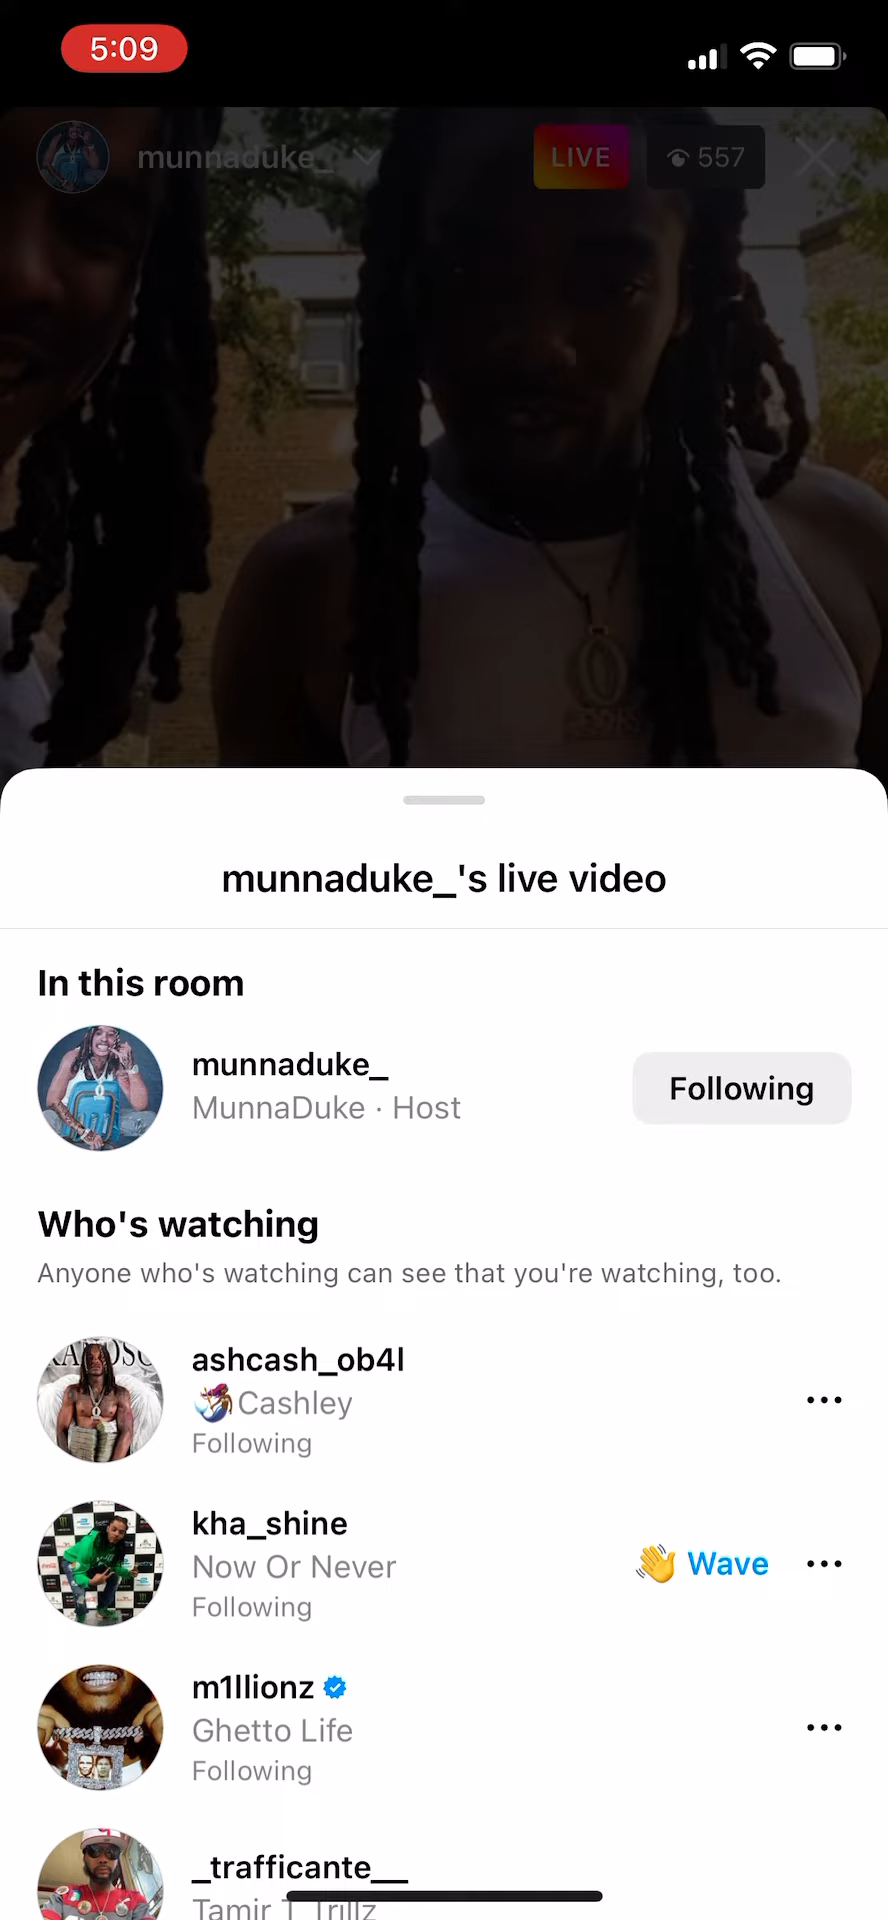 5:09
munnaduke_
LIVE
557
munnaduke_'s live video
In this room
munnaduke_
MunnaDuke · Host
Following
Who's watching
Anyone who's watching can see that you're watching, too.
ashcash_ob4l
🧜🏽‍♀️Cashley
Following
kha_shine
Now Or Never
Following
👋 Wave
m1llionz
Ghetto Life
Following
_trafficante__
Tamir T Trillz